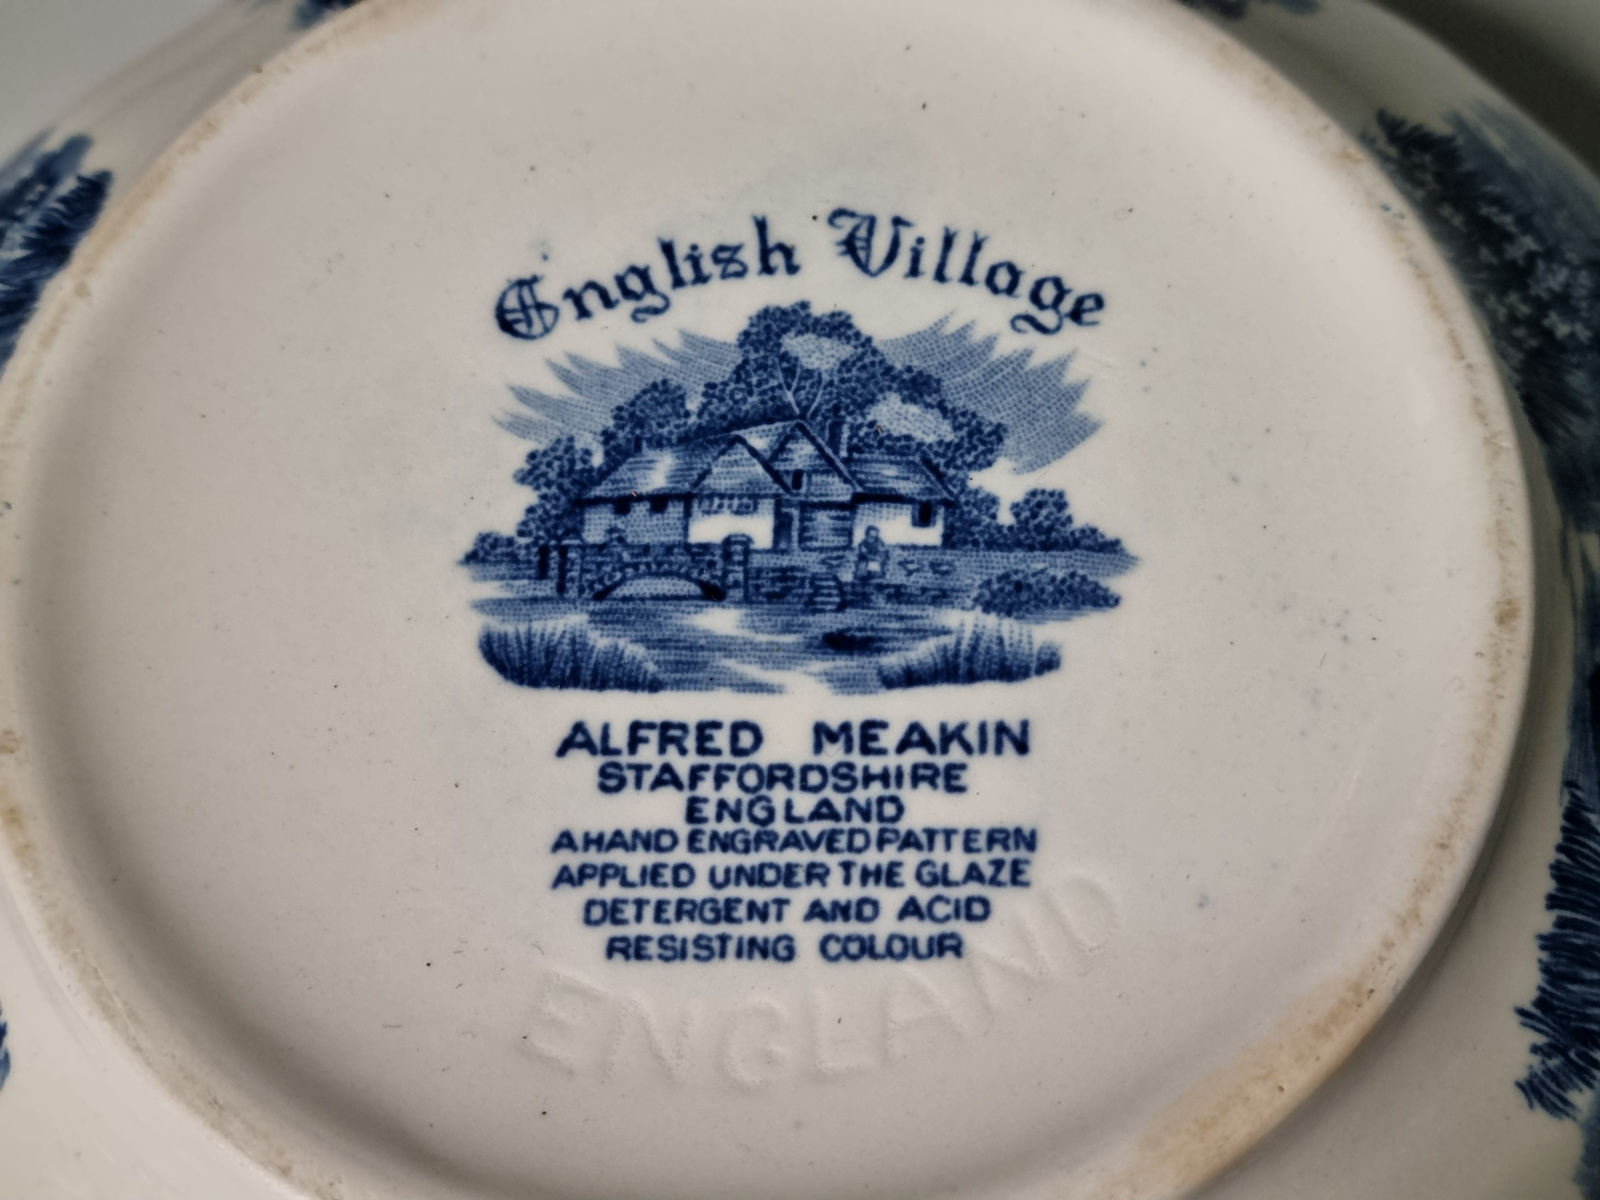 English Village
ALFRED MEAKIN
STAFFORDSHIRE
ENGLAND
A HAND ENGRAVED PATTERN
APPLIED UNDER THE GLAZE
DETERGENT AND ACID
RESISTING COLOUR
ENGLAND